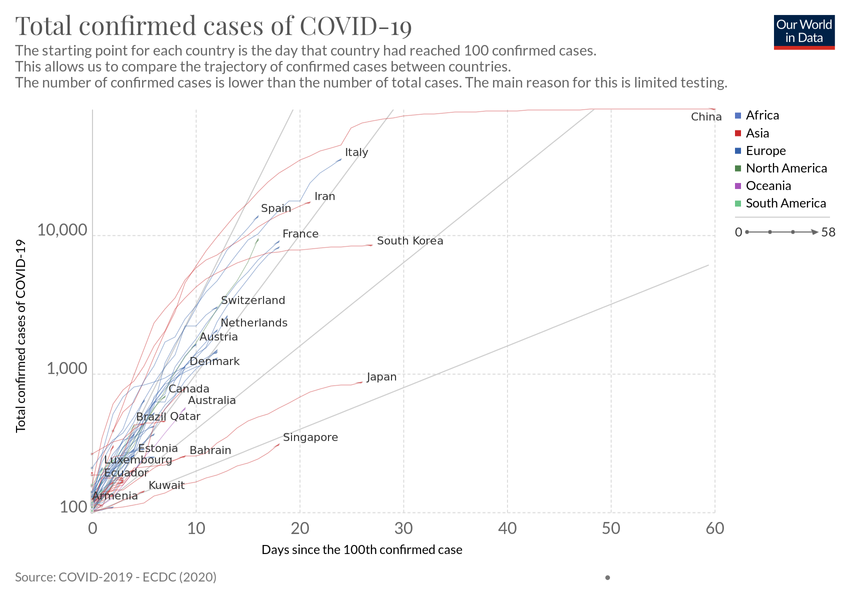 Total confirmed cases of COVID-19
Our World
in Data
The starting point for each country is the day that country had reached 100 confirmed cases.
This allows us to compare the trajectory of confirmed cases between countries.
The number of confirmed cases is lower than the number of total cases. The main reason for this is limited testing.
China
Africa
Asia
Europe
North America
Oceania
South America
0 58
Italy
Iran
Spain
France
South Korea
Switzerland
Netherlands
Austria
Denmark
Japan
Canada
Australia
Brazil Qatar
Singapore
Estonia
Bahrain
Luxembourg
Ecuador
Kuwait
Armenia
Total confirmed cases of COVID-19
10,000
1,000
100
0 10 20 30 40 50 60
Days since the 100th confirmed case
Source: COVID-2019 - ECDC (2020)